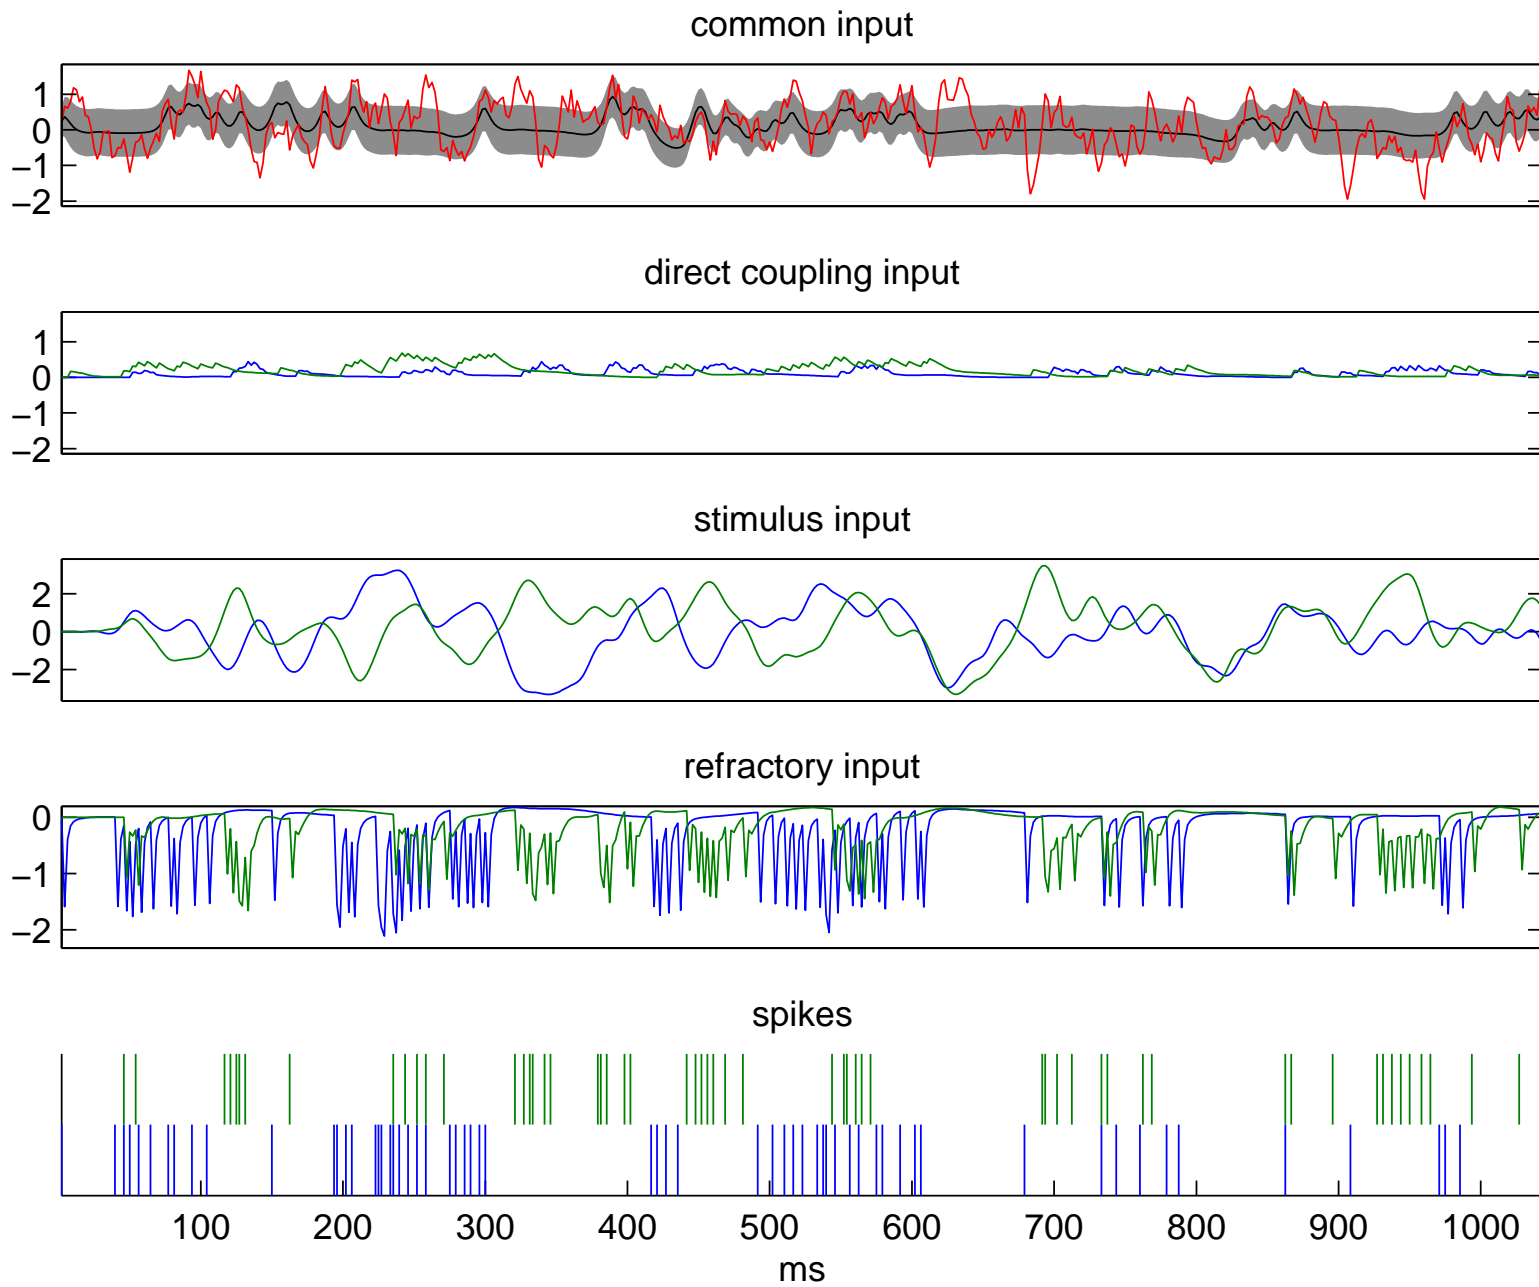 common input
1
0
−1
−2
direct coupling input
1
0
−1
−2
stimulus input
2
0
−2
refractory input
0
−1
−2
spikes
100 200 300 400 500 600 700 800 900 1000
ms